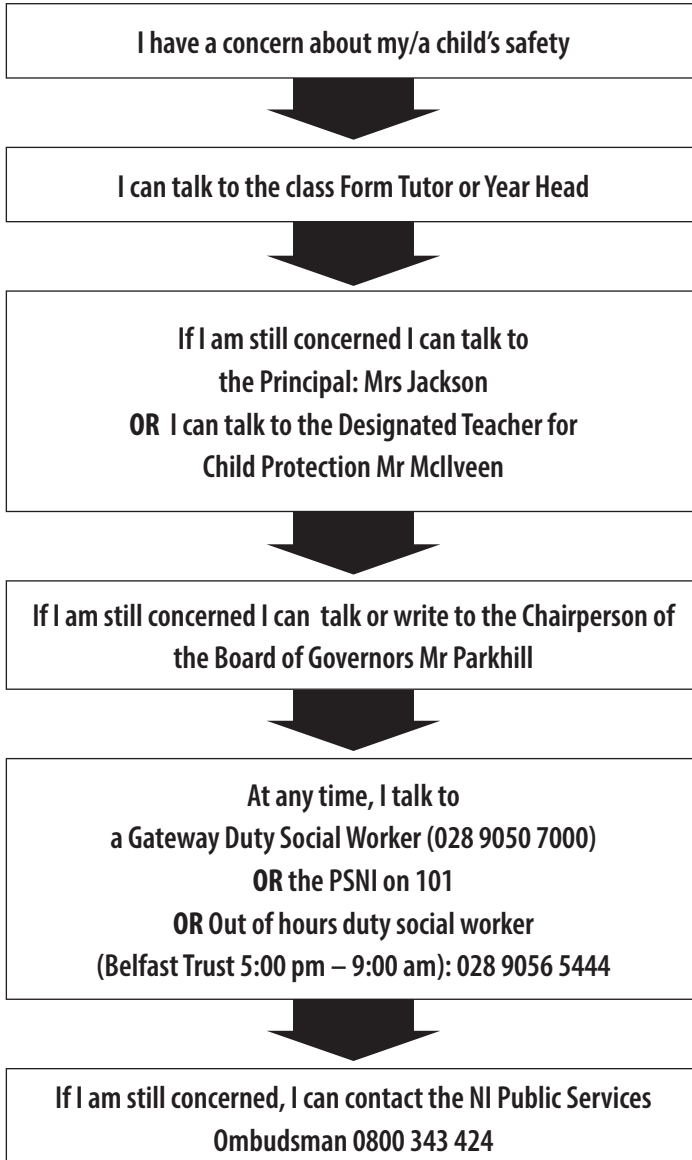 I have a concern about my/a child's safety
I can talk to the class Form Tutor or Year Head
If I am still concerned I can talk to
the Principal: Mrs Jackson
OR I can talk to the Designated Teacher for
Child Protection Mr McIlveen
If I am still concerned I can talk or write to the Chairperson of
the Board of Governors Mr Parkhill
At any time, I talk to
a Gateway Duty Social Worker (028 9050 7000)
OR the PSNI on 101
OR Out of hours duty social worker
(Belfast Trust 5:00 pm – 9:00 am): 028 9056 5444
If I am still concerned, I can contact the NI Public Services
Ombudsman 0800 343 424